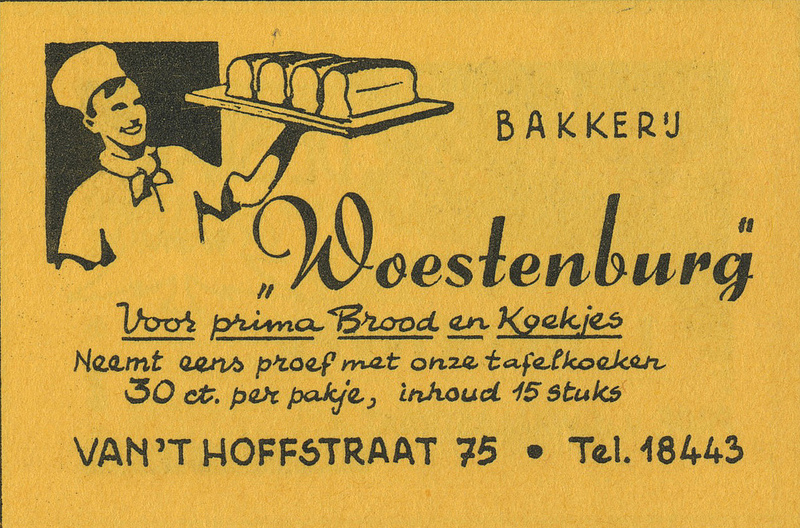 BAKKERIJ
„Woestenburg"
Voor prima Brood en Koekjes
Neemt eens proef met onze tafelkoeken
30 ct. per pakje, inhoud 15 stuks
VAN'T HOFFSTRAAT 75 • Tel. 18443